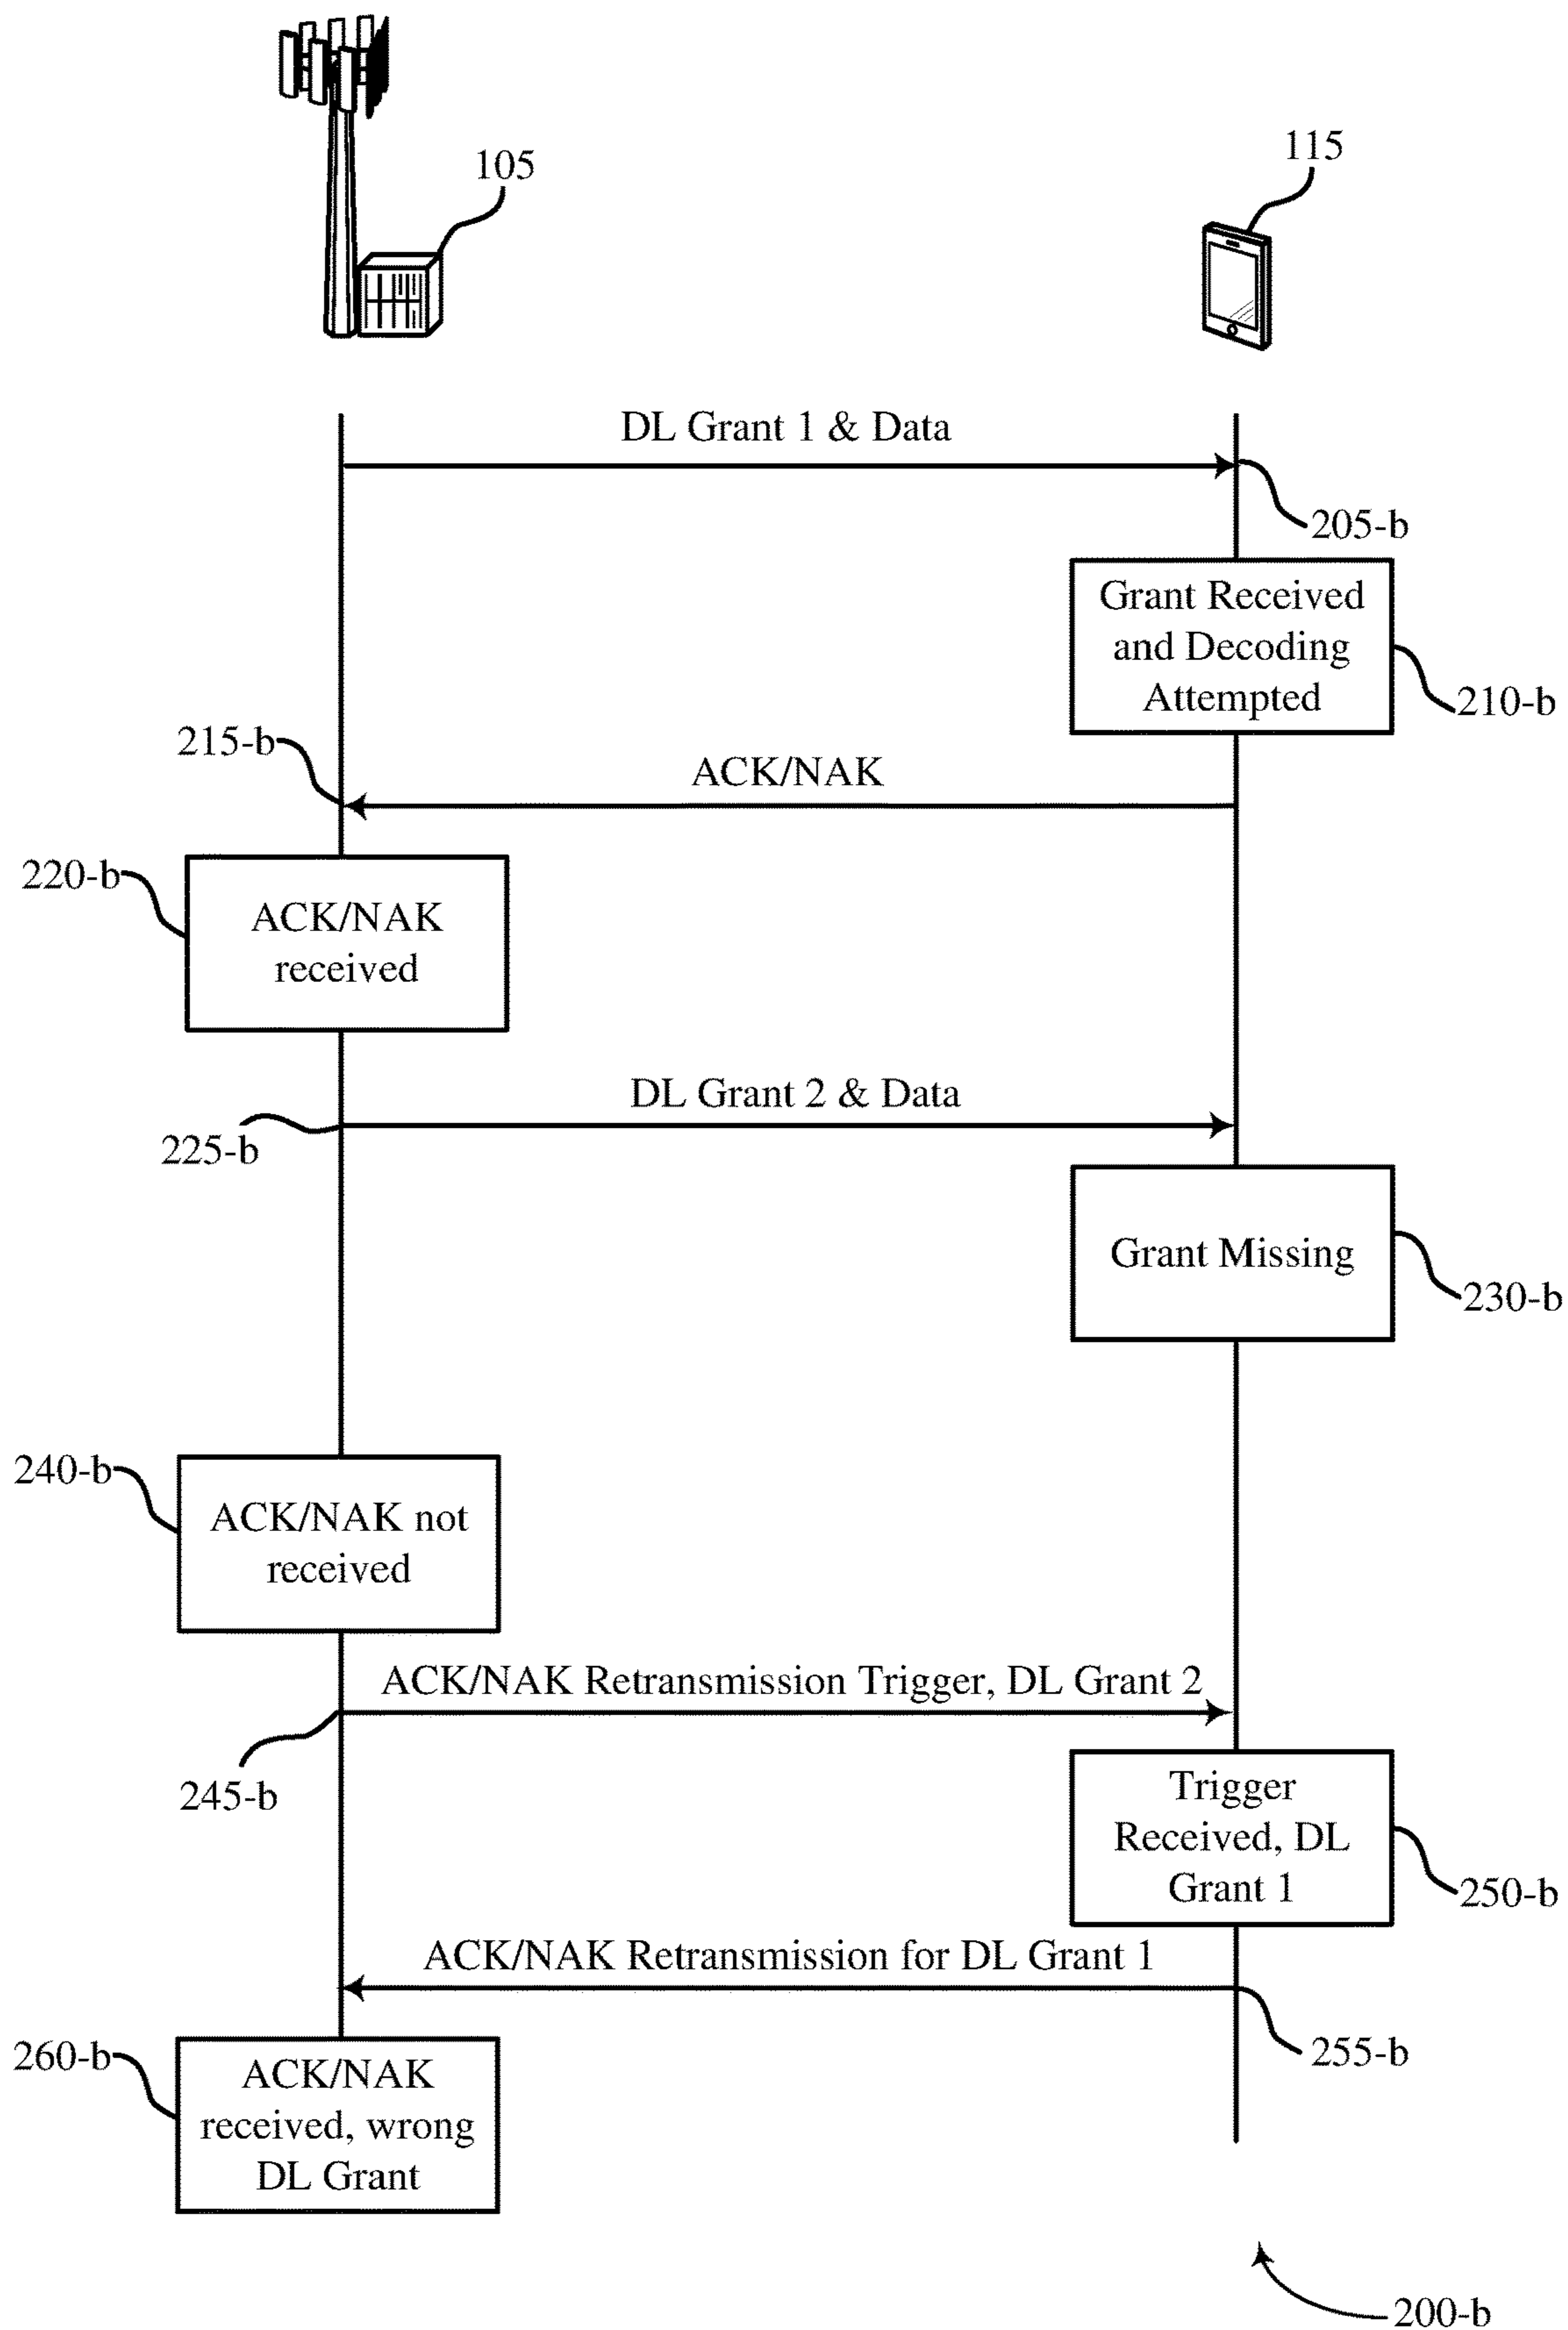 105
115
DL Grant 1 & Data
205-b
Grant Received
and Decoding
Attempted
210-b
215-b
ACK/NAK
220-b
ACK/NAK
received
DL Grant 2 & Data
225-b
Grant Missing
230-b
240-b
ACK/NAK not
received
ACK/NAK Retransmission Trigger, DL Grant 2
245-b
Trigger
Received, DL
Grant 1
250-b
ACK/NAK Retransmission for DL Grant 1
255-b
260-b
ACK/NAK
received, wrong
DL Grant
200-b